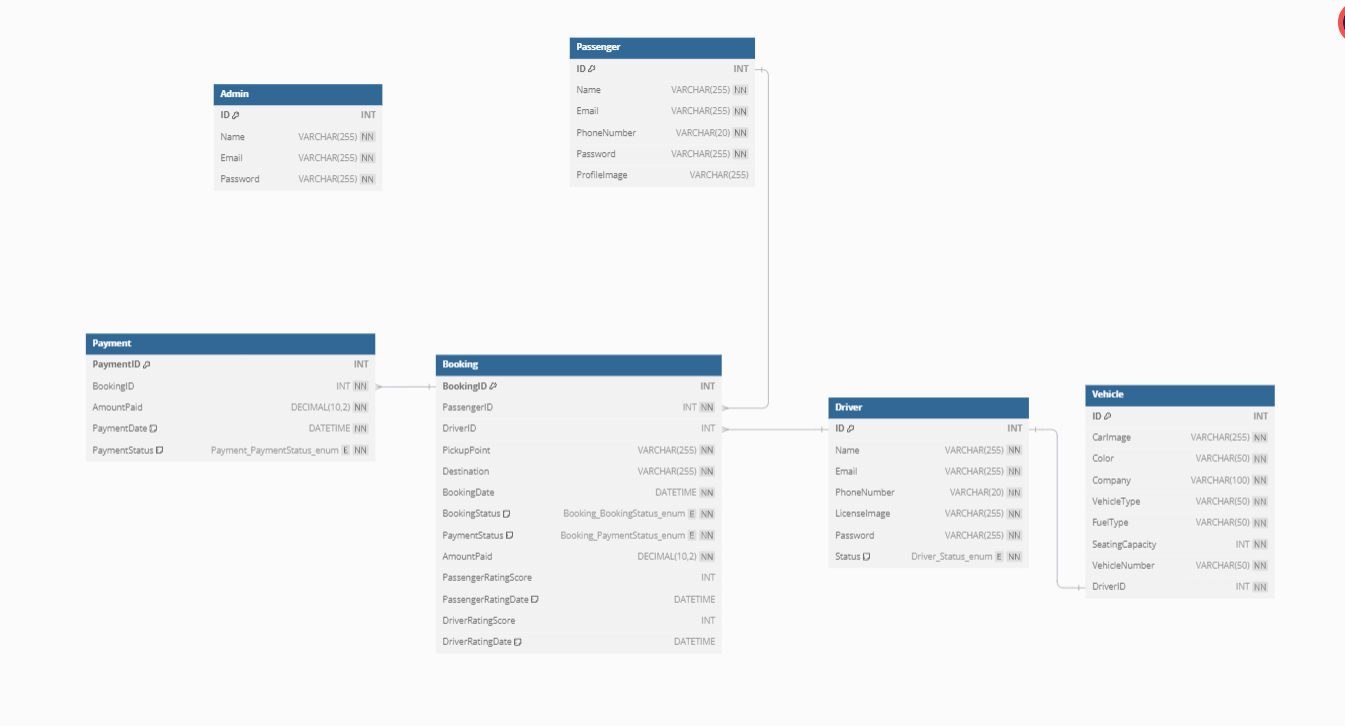 Passenger
ID INT
Name VARCHAR(255) NN
Email VARCHAR(255) NN
PhoneNumber VARCHAR(20) NN
Password VARCHAR(255) NN
ProfileImage VARCHAR(255)
Admin
ID INT
Name VARCHAR(255) NN
Email VARCHAR(255) NN
Password VARCHAR(255) NN
Payment
PaymentID INT
BookingID INT NN
AmountPaid DECIMAL(10,2) NN
PaymentDate DATETIME NN
PaymentStatus Payment_PaymentStatus_enum E NN
Booking
BookingID INT
PassengerID INT NN
DriverID INT
PickupPoint VARCHAR(255) NN
Destination VARCHAR(255) NN
BookingDate DATETIME NN
BookingStatus Booking_BookingStatus_enum E NN
PaymentStatus Booking_PaymentStatus_enum E NN
AmountPaid DECIMAL(10,2) NN
PassengerRatingScore INT
PassengerRatingDate DATETIME
DriverRatingScore INT
DriverRatingDate DATETIME
Driver
ID INT
Name VARCHAR(255) NN
Email VARCHAR(255) NN
PhoneNumber VARCHAR(20) NN
LicenseImage VARCHAR(255) NN
Password VARCHAR(255) NN
Status Driver_Status_enum E NN
Vehicle
ID INT
CarImage VARCHAR(255) NN
Color VARCHAR(50) NN
Company VARCHAR(100) NN
VehicleType VARCHAR(50) NN
FuelType VARCHAR(50) NN
SeatingCapacity INT NN
VehicleNumber VARCHAR(50) NN
DriverID INT NN